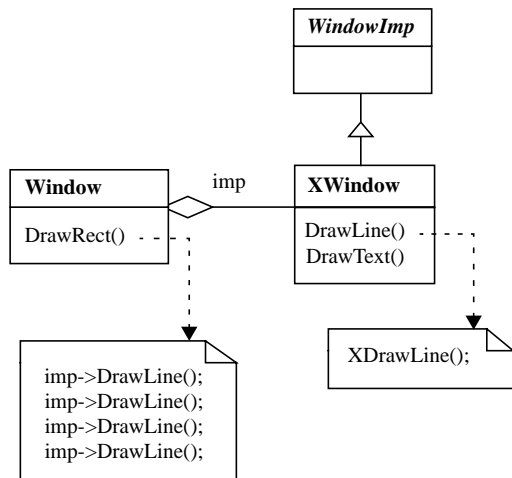 WindowImp
Window
imp
XWindow
DrawRect()
DrawLine()
DrawText()
imp->DrawLine();
imp->DrawLine();
imp->DrawLine();
imp->DrawLine();
XDrawLine();